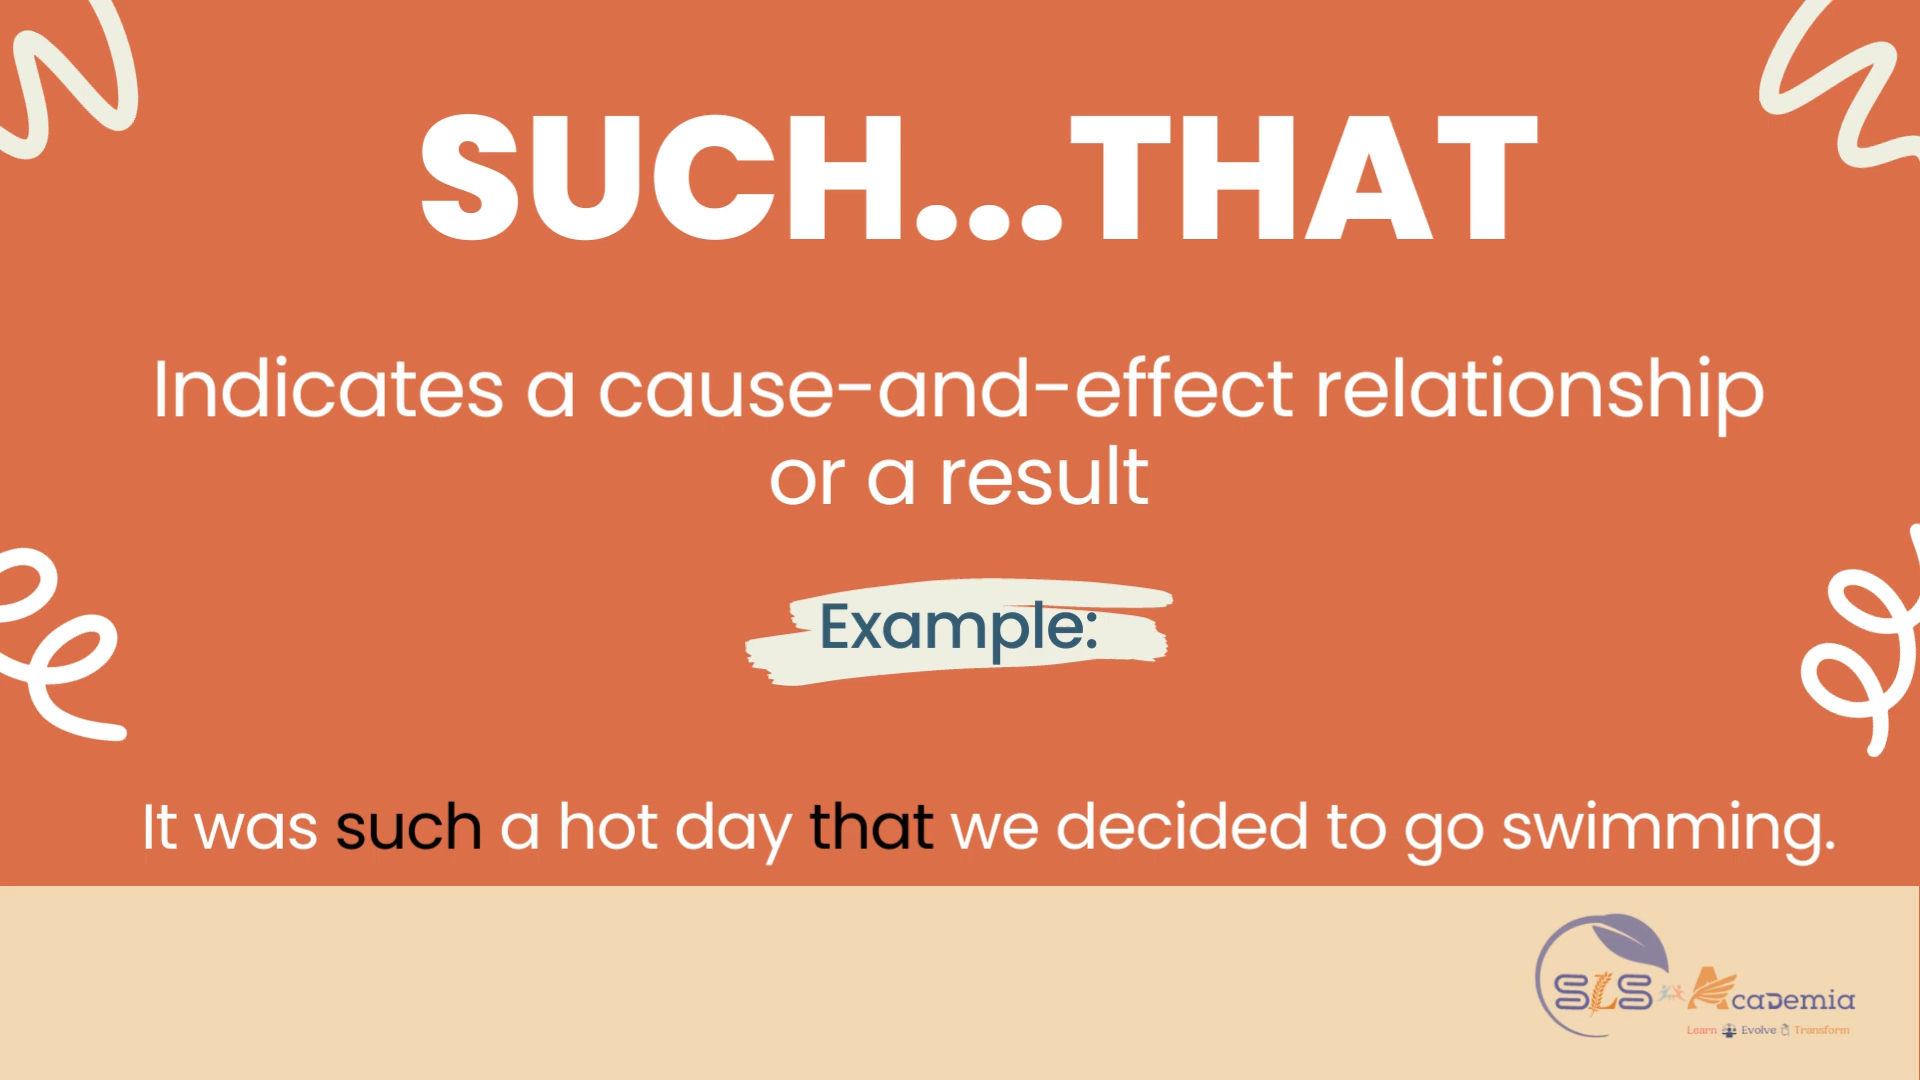 SUCH...THAT
Indicates a cause-and-effect relationship
or a result
Example:
It was such a hot day that we decided to go swimming.
SLS Academia
Learn Evolve Transform